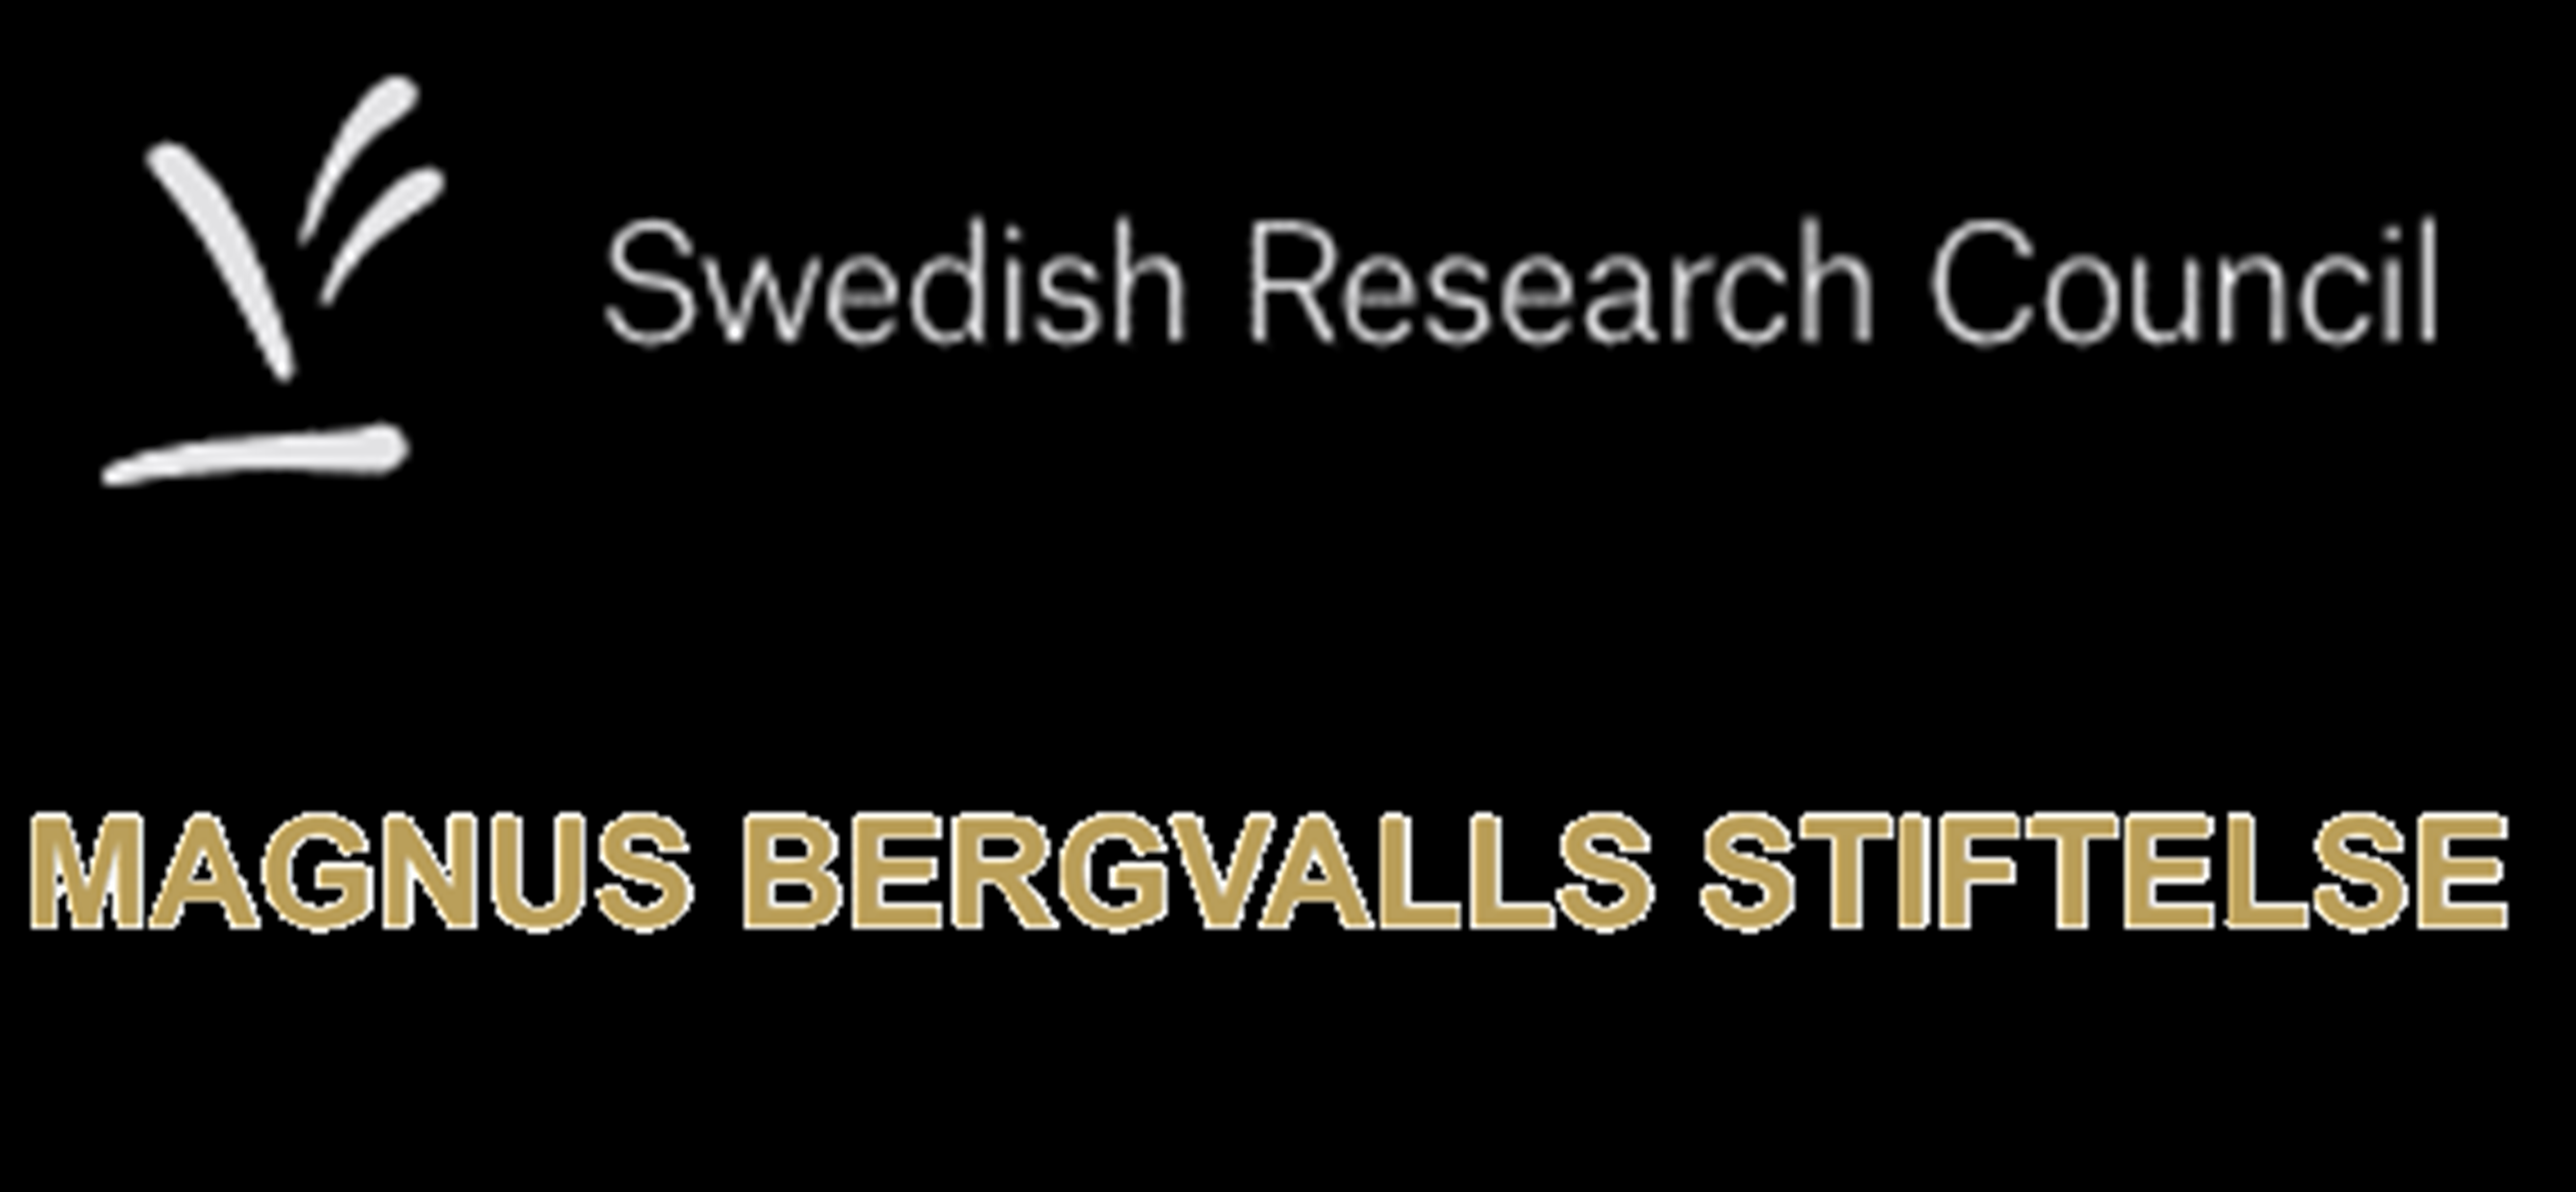 Swedish Research Council
MAGNUS BERGVALLS STIFTELSE